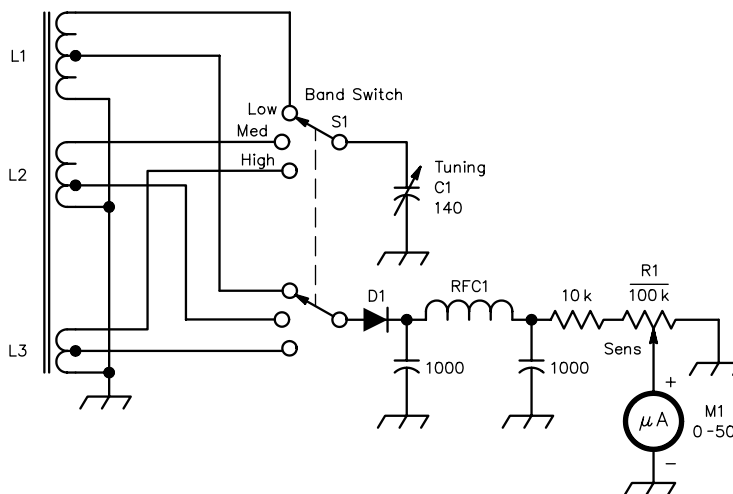 L1
Band Switch
Low
S1
Med
High
Tuning
C1
140
L2
D1
RFC1
10 k
R1
100 k
L3
1000
1000
Sens
+
μA
M1
0-50
−